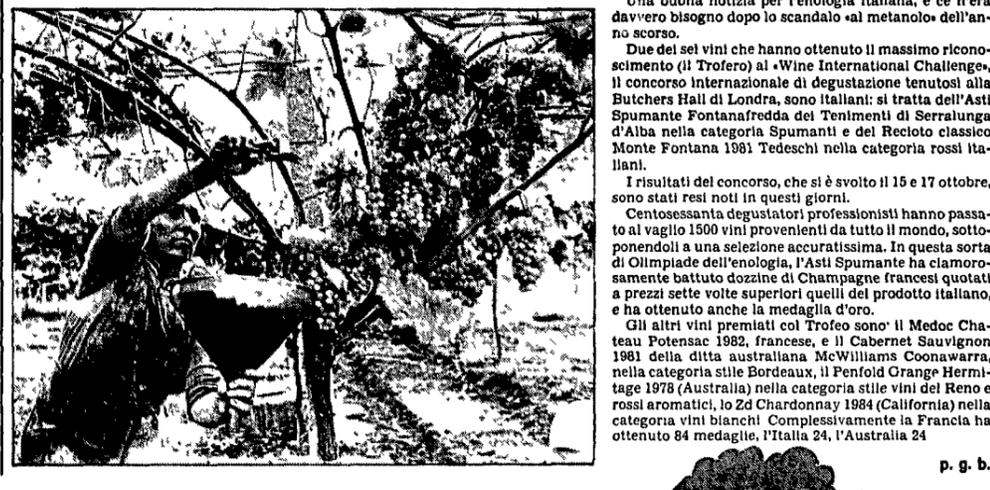 Una buona notizia per l'enologia italiana, e ce n'era
davvero bisogno dopo lo scandalo «al metanolo» dell'an-
no scorso.
Due dei sei vini che hanno ottenuto il massimo ricono-
scimento (il Trofero) al «Wine International Challenge»,
il concorso internazionale di degustazione tenutosi alla
Butchers Hall di Londra, sono italiani: si tratta dell'Asti
Spumante Fontanafredda dei Tenimenti di Serralunga
d'Alba nella categoria Spumanti e del Recioto classico
Monte Fontana 1981 Tedeschi nella categoria rossi ita-
liani.
I risultati del concorso, che si è svolto il 15 e 17 ottobre,
sono stati resi noti in questi giorni.
Centosessanta degustatori professionisti hanno passa-
to al vaglio 1500 vini provenienti da tutto il mondo, sotto-
ponendoli a una selezione accuratissima. In questa sorta
di Olimpiade dell'enologia, l'Asti Spumante ha clamoro-
samente battuto dozzine di Champagne francesi quotati
a prezzi sette volte superiori quelli del prodotto italiano,
e ha ottenuto anche la medaglia d'oro.
Gli altri vini premiati col Trofeo sono il Medoc Cha-
teau Potensac 1982, francese, e il Cabernet Sauvignon
1981 della ditta australiana McWilliams Coonawarra,
nella categoria stile Bordeaux, il Penfold Grange Hermi-
tage 1978 (Australia) nella categoria stile vini del Reno e
rossi aromatici, lo Zd Chardonnay 1984 (California) nella
categoria vini bianchi Complessivamente la Francia ha
ottenuto 84 medaglie, l'Italia 24, l'Australia 24
p. g. b.